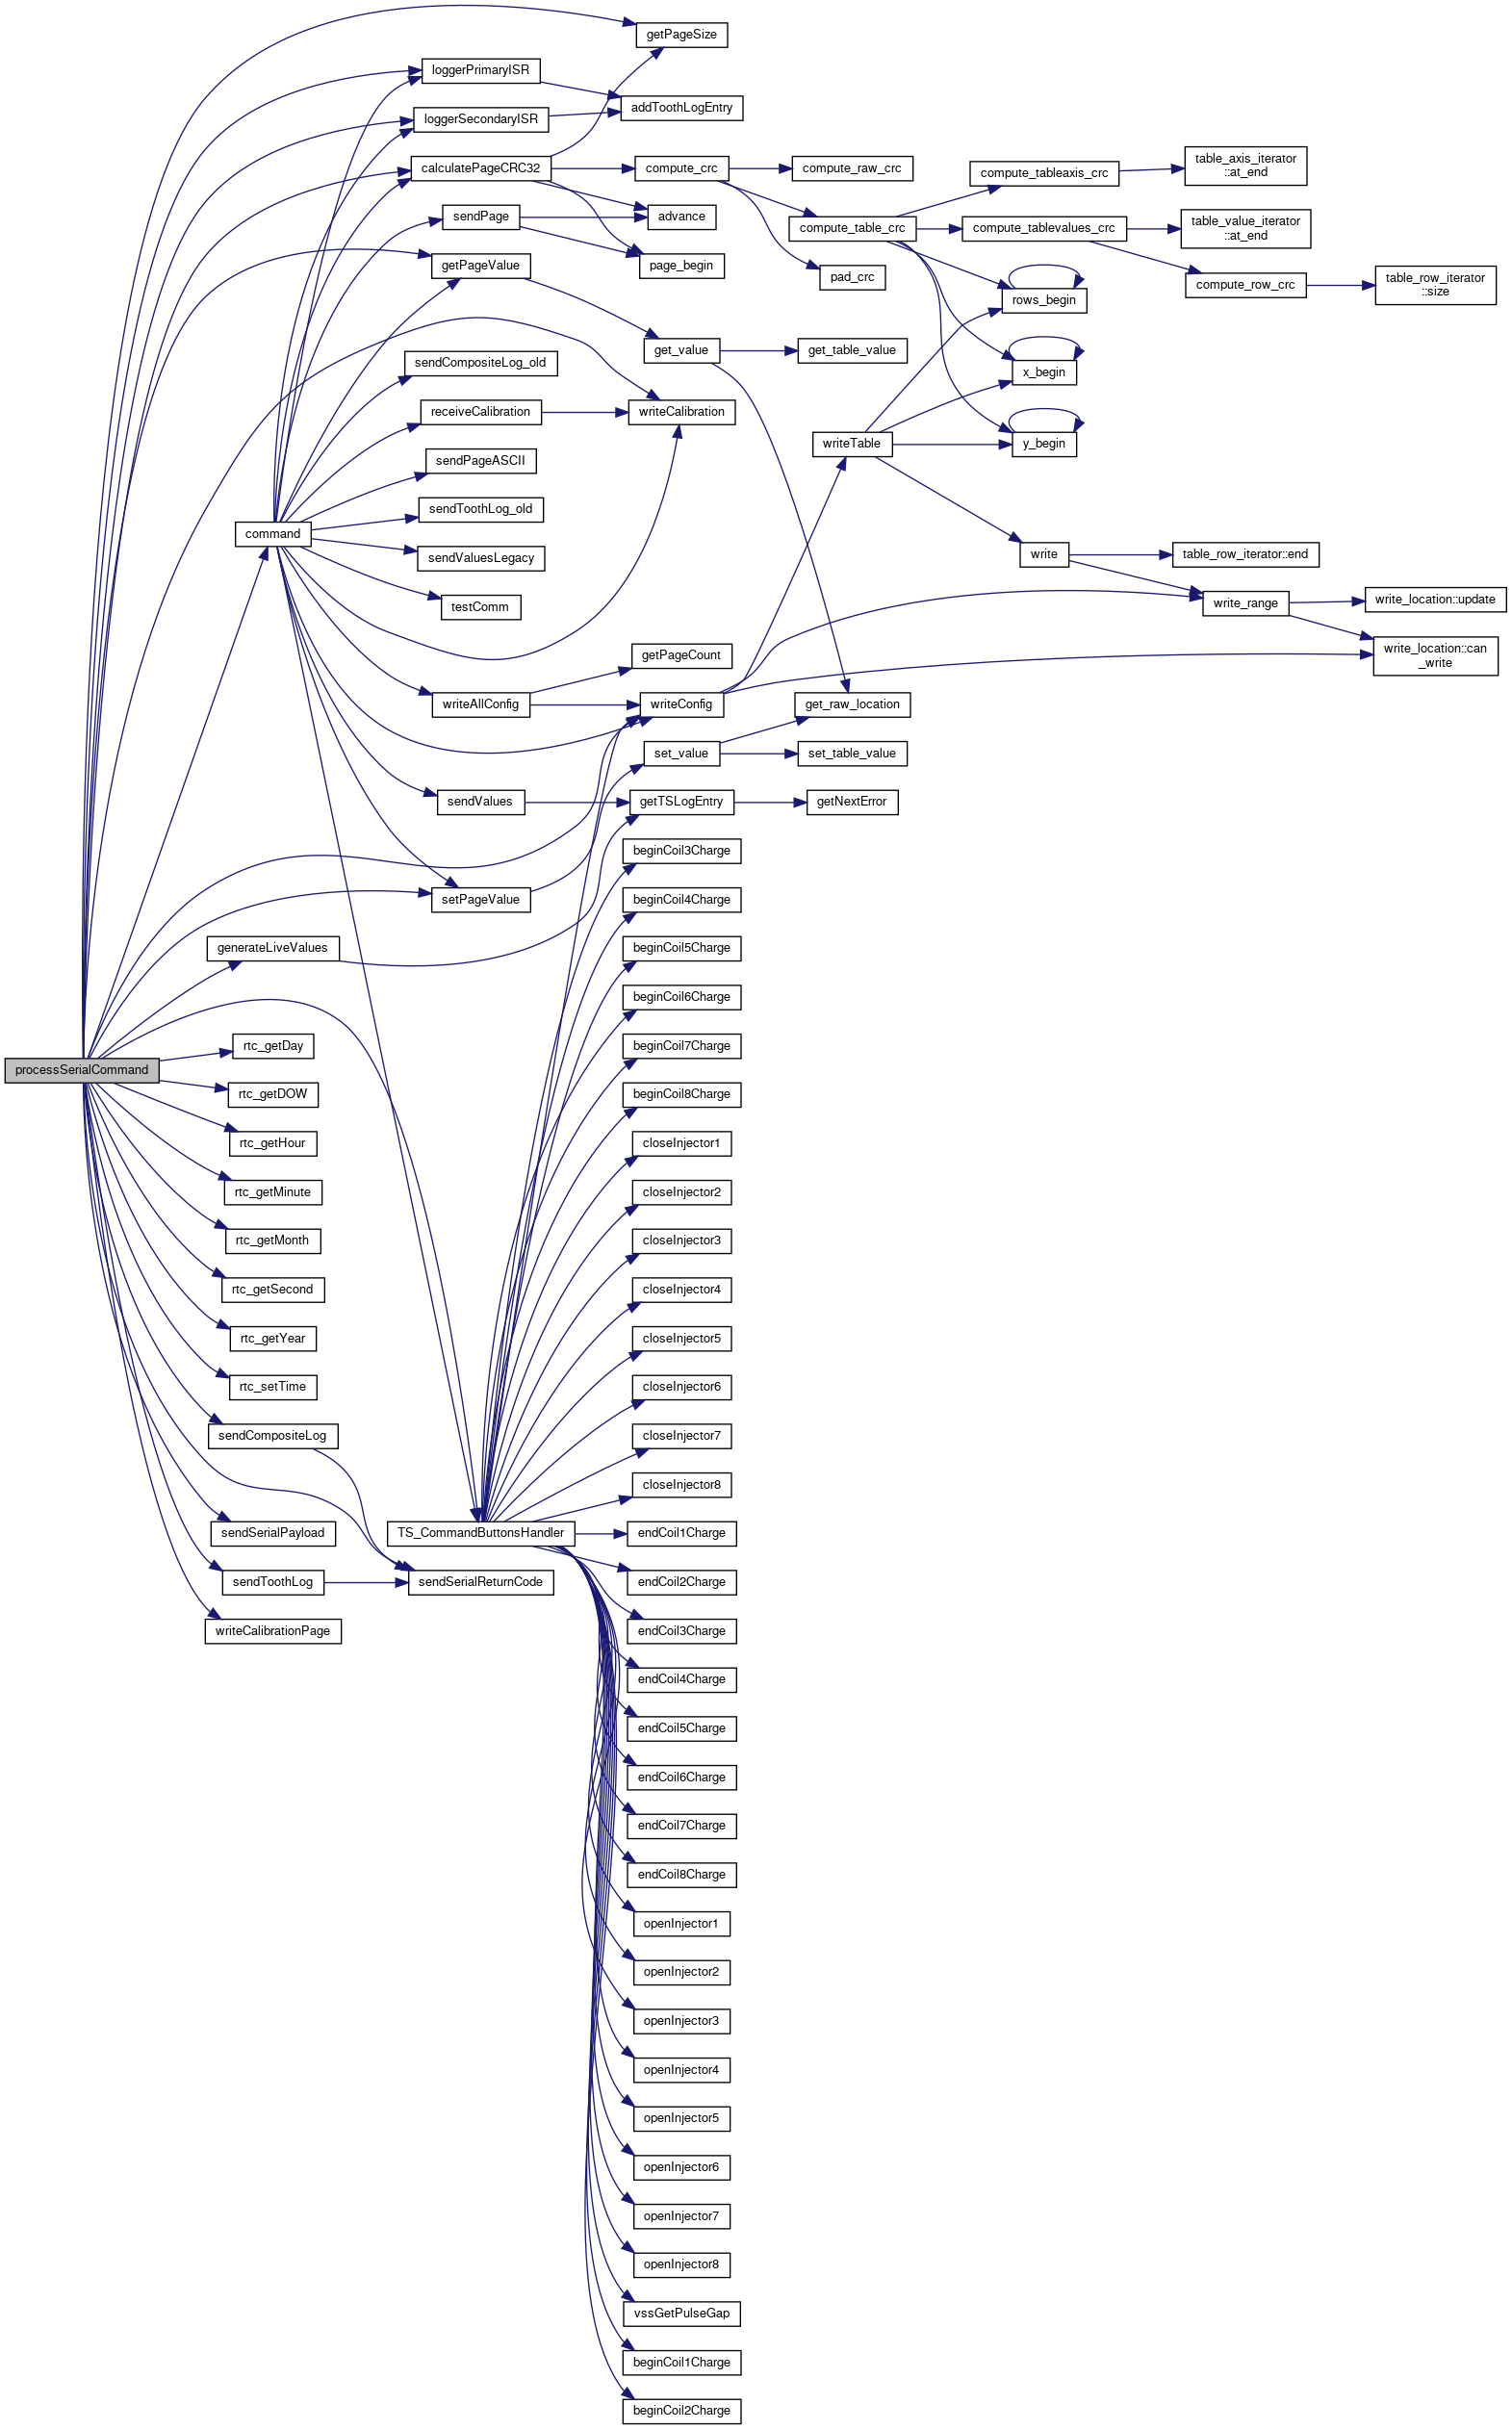 getPageSize
loggerPrimaryISR
addToothLogEntry
loggerSecondaryISR
calculatePageCRC32
compute_crc
compute_raw_crc
compute_tableaxis_crc
table_axis_iterator
::at_end
sendPage
advance
compute_table_crc
compute_tablevalues_crc
table_value_iterator
::at_end
getPageValue
page_begin
pad_crc
rows_begin
compute_row_crc
table_row_iterator
::size
get_value
get_table_value
sendCompositeLog_old
x_begin
receiveCalibration
writeCalibration
writeTable
y_begin
sendPageASCII
sendToothLog_old
command
sendValuesLegacy
write
table_row_iterator::end
testComm
write_range
write_location::update
getPageCount
write_location::can
_write
writeAllConfig
writeConfig
get_raw_location
set_value
set_table_value
sendValues
getTSLogEntry
getNextError
beginCoil3Charge
setPageValue
beginCoil4Charge
generateLiveValues
beginCoil5Charge
beginCoil6Charge
rtc_getDay
beginCoil7Charge
processSerialCommand
rtc_getDOW
beginCoil8Charge
rtc_getHour
closeInjector1
rtc_getMinute
closeInjector2
rtc_getMonth
closeInjector3
rtc_getSecond
closeInjector4
rtc_getYear
closeInjector5
rtc_setTime
closeInjector6
sendCompositeLog
closeInjector7
closeInjector8
sendSerialPayload
TS_CommandButtonsHandler
endCoil1Charge
sendToothLog
sendSerialReturnCode
endCoil2Charge
writeCalibrationPage
endCoil3Charge
endCoil4Charge
endCoil5Charge
endCoil6Charge
endCoil7Charge
endCoil8Charge
openInjector1
openInjector2
openInjector3
openInjector4
openInjector5
openInjector6
openInjector7
openInjector8
vssGetPulseGap
beginCoil1Charge
beginCoil2Charge